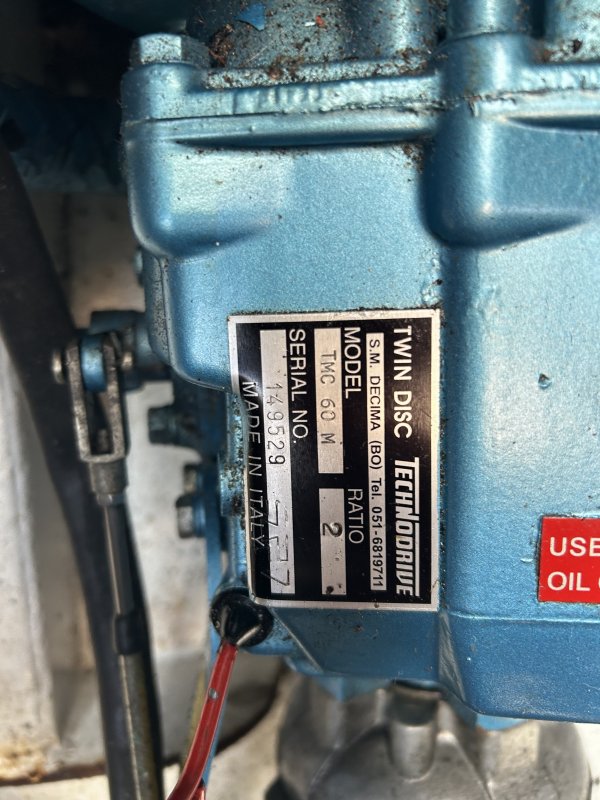 TWIN DISC TECHNODRIVE
S.M. DECIMA (BO) Tel. 051-6819711
MODEL RATIO
TMC 60 M 2
SERIAL NO.
149529
MADE IN ITALY
USE
OIL